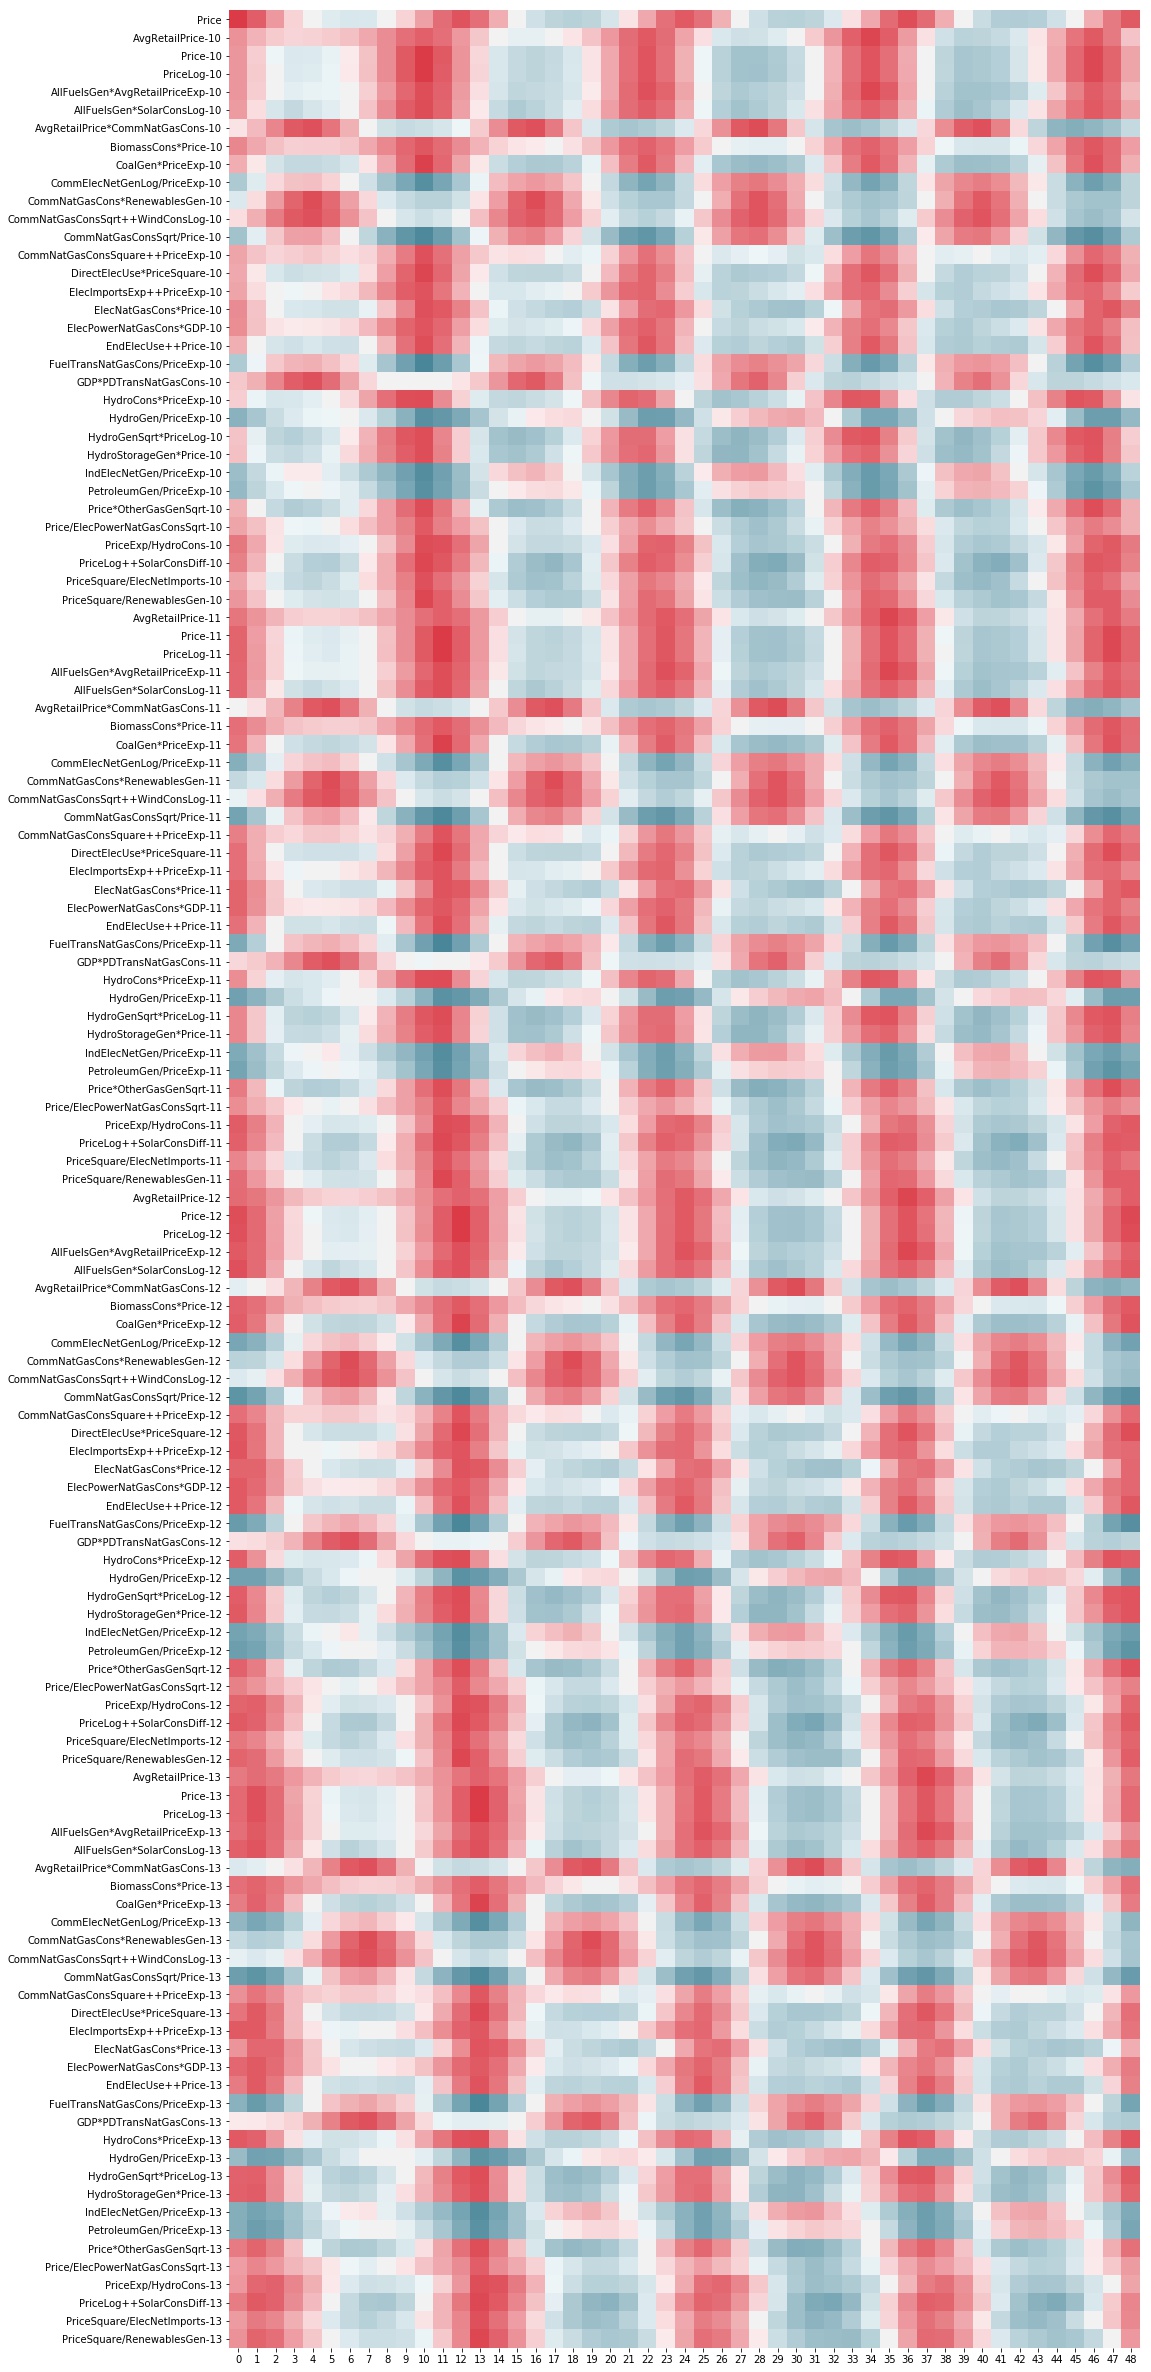 Price
AvgRetailPrice-10
Price-10
PriceLog-10
AllFuelsGen*AvgRetailPriceExp-10
AllFuelsGen*SolarConsLog-10
AvgRetailPrice*CommNatGasCons-10
BiomassCons*Price-10
CoalGen*PriceExp-10
CommElecNetGenLog/PriceExp-10
CommNatGasCons*RenewablesGen-10
CommNatGasConsSqrt++WindConsLog-10
CommNatGasConsSqrt/Price-10
CommNatGasConsSquare++PriceExp-10
DirectElecUse*PriceSquare-10
ElecImportsExp++PriceExp-10
ElecNatGasCons*Price-10
ElecPowerNatGasCons*GDP-10
EndElecUse++Price-10
FuelTransNatGasCons/PriceExp-10
GDP*PDTransNatGasCons-10
HydroCons*PriceExp-10
HydroGen/PriceExp-10
HydroGenSqrt*PriceLog-10
HydroStorageGen*Price-10
IndElecNetGen/PriceExp-10
PetroleumGen/PriceExp-10
Price*OtherGasGenSqrt-10
Price/ElecPowerNatGasConsSqrt-10
PriceExp/HydroCons-10
PriceLog++SolarConsDiff-10
PriceSquare/ElecNetImports-10
PriceSquare/RenewablesGen-10
AvgRetailPrice-11
Price-11
PriceLog-11
AllFuelsGen*AvgRetailPriceExp-11
AllFuelsGen*SolarConsLog-11
AvgRetailPrice*CommNatGasCons-11
BiomassCons*Price-11
CoalGen*PriceExp-11
CommElecNetGenLog/PriceExp-11
CommNatGasCons*RenewablesGen-11
CommNatGasConsSqrt++WindConsLog-11
CommNatGasConsSqrt/Price-11
CommNatGasConsSquare++PriceExp-11
DirectElecUse*PriceSquare-11
ElecImportsExp++PriceExp-11
ElecNatGasCons*Price-11
ElecPowerNatGasCons*GDP-11
EndElecUse++Price-11
FuelTransNatGasCons/PriceExp-11
GDP*PDTransNatGasCons-11
HydroCons*PriceExp-11
HydroGen/PriceExp-11
HydroGenSqrt*PriceLog-11
HydroStorageGen*Price-11
IndElecNetGen/PriceExp-11
PetroleumGen/PriceExp-11
Price*OtherGasGenSqrt-11
Price/ElecPowerNatGasConsSqrt-11
PriceExp/HydroCons-11
PriceLog++SolarConsDiff-11
PriceSquare/ElecNetImports-11
PriceSquare/RenewablesGen-11
AvgRetailPrice-12
Price-12
PriceLog-12
AllFuelsGen*AvgRetailPriceExp-12
AllFuelsGen*SolarConsLog-12
AvgRetailPrice*CommNatGasCons-12
BiomassCons*Price-12
CoalGen*PriceExp-12
CommElecNetGenLog/PriceExp-12
CommNatGasCons*RenewablesGen-12
CommNatGasConsSqrt++WindConsLog-12
CommNatGasConsSqrt/Price-12
CommNatGasConsSquare++PriceExp-12
DirectElecUse*PriceSquare-12
ElecImportsExp++PriceExp-12
ElecNatGasCons*Price-12
ElecPowerNatGasCons*GDP-12
EndElecUse++Price-12
FuelTransNatGasCons/PriceExp-12
GDP*PDTransNatGasCons-12
HydroCons*PriceExp-12
HydroGen/PriceExp-12
HydroGenSqrt*PriceLog-12
HydroStorageGen*Price-12
IndElecNetGen/PriceExp-12
PetroleumGen/PriceExp-12
Price*OtherGasGenSqrt-12
Price/ElecPowerNatGasConsSqrt-12
PriceExp/HydroCons-12
PriceLog++SolarConsDiff-12
PriceSquare/ElecNetImports-12
PriceSquare/RenewablesGen-12
AvgRetailPrice-13
Price-13
PriceLog-13
AllFuelsGen*AvgRetailPriceExp-13
AllFuelsGen*SolarConsLog-13
AvgRetailPrice*CommNatGasCons-13
BiomassCons*Price-13
CoalGen*PriceExp-13
CommElecNetGenLog/PriceExp-13
CommNatGasCons*RenewablesGen-13
CommNatGasConsSqrt++WindConsLog-13
CommNatGasConsSqrt/Price-13
CommNatGasConsSquare++PriceExp-13
DirectElecUse*PriceSquare-13
ElecImportsExp++PriceExp-13
ElecNatGasCons*Price-13
ElecPowerNatGasCons*GDP-13
EndElecUse++Price-13
FuelTransNatGasCons/PriceExp-13
GDP*PDTransNatGasCons-13
HydroCons*PriceExp-13
HydroGen/PriceExp-13
HydroGenSqrt*PriceLog-13
HydroStorageGen*Price-13
IndElecNetGen/PriceExp-13
PetroleumGen/PriceExp-13
Price*OtherGasGenSqrt-13
Price/ElecPowerNatGasConsSqrt-13
PriceExp/HydroCons-13
PriceLog++SolarConsDiff-13
PriceSquare/ElecNetImports-13
PriceSquare/RenewablesGen-13
0 1 2 3 4 5 6 7 8 9 10 11 12 13 14 15 16 17 18 19 20 21 22 23 24 25 26 27 28 29 30 31 32 33 34 35 36 37 38 39 40 41 42 43 44 45 46 47 48